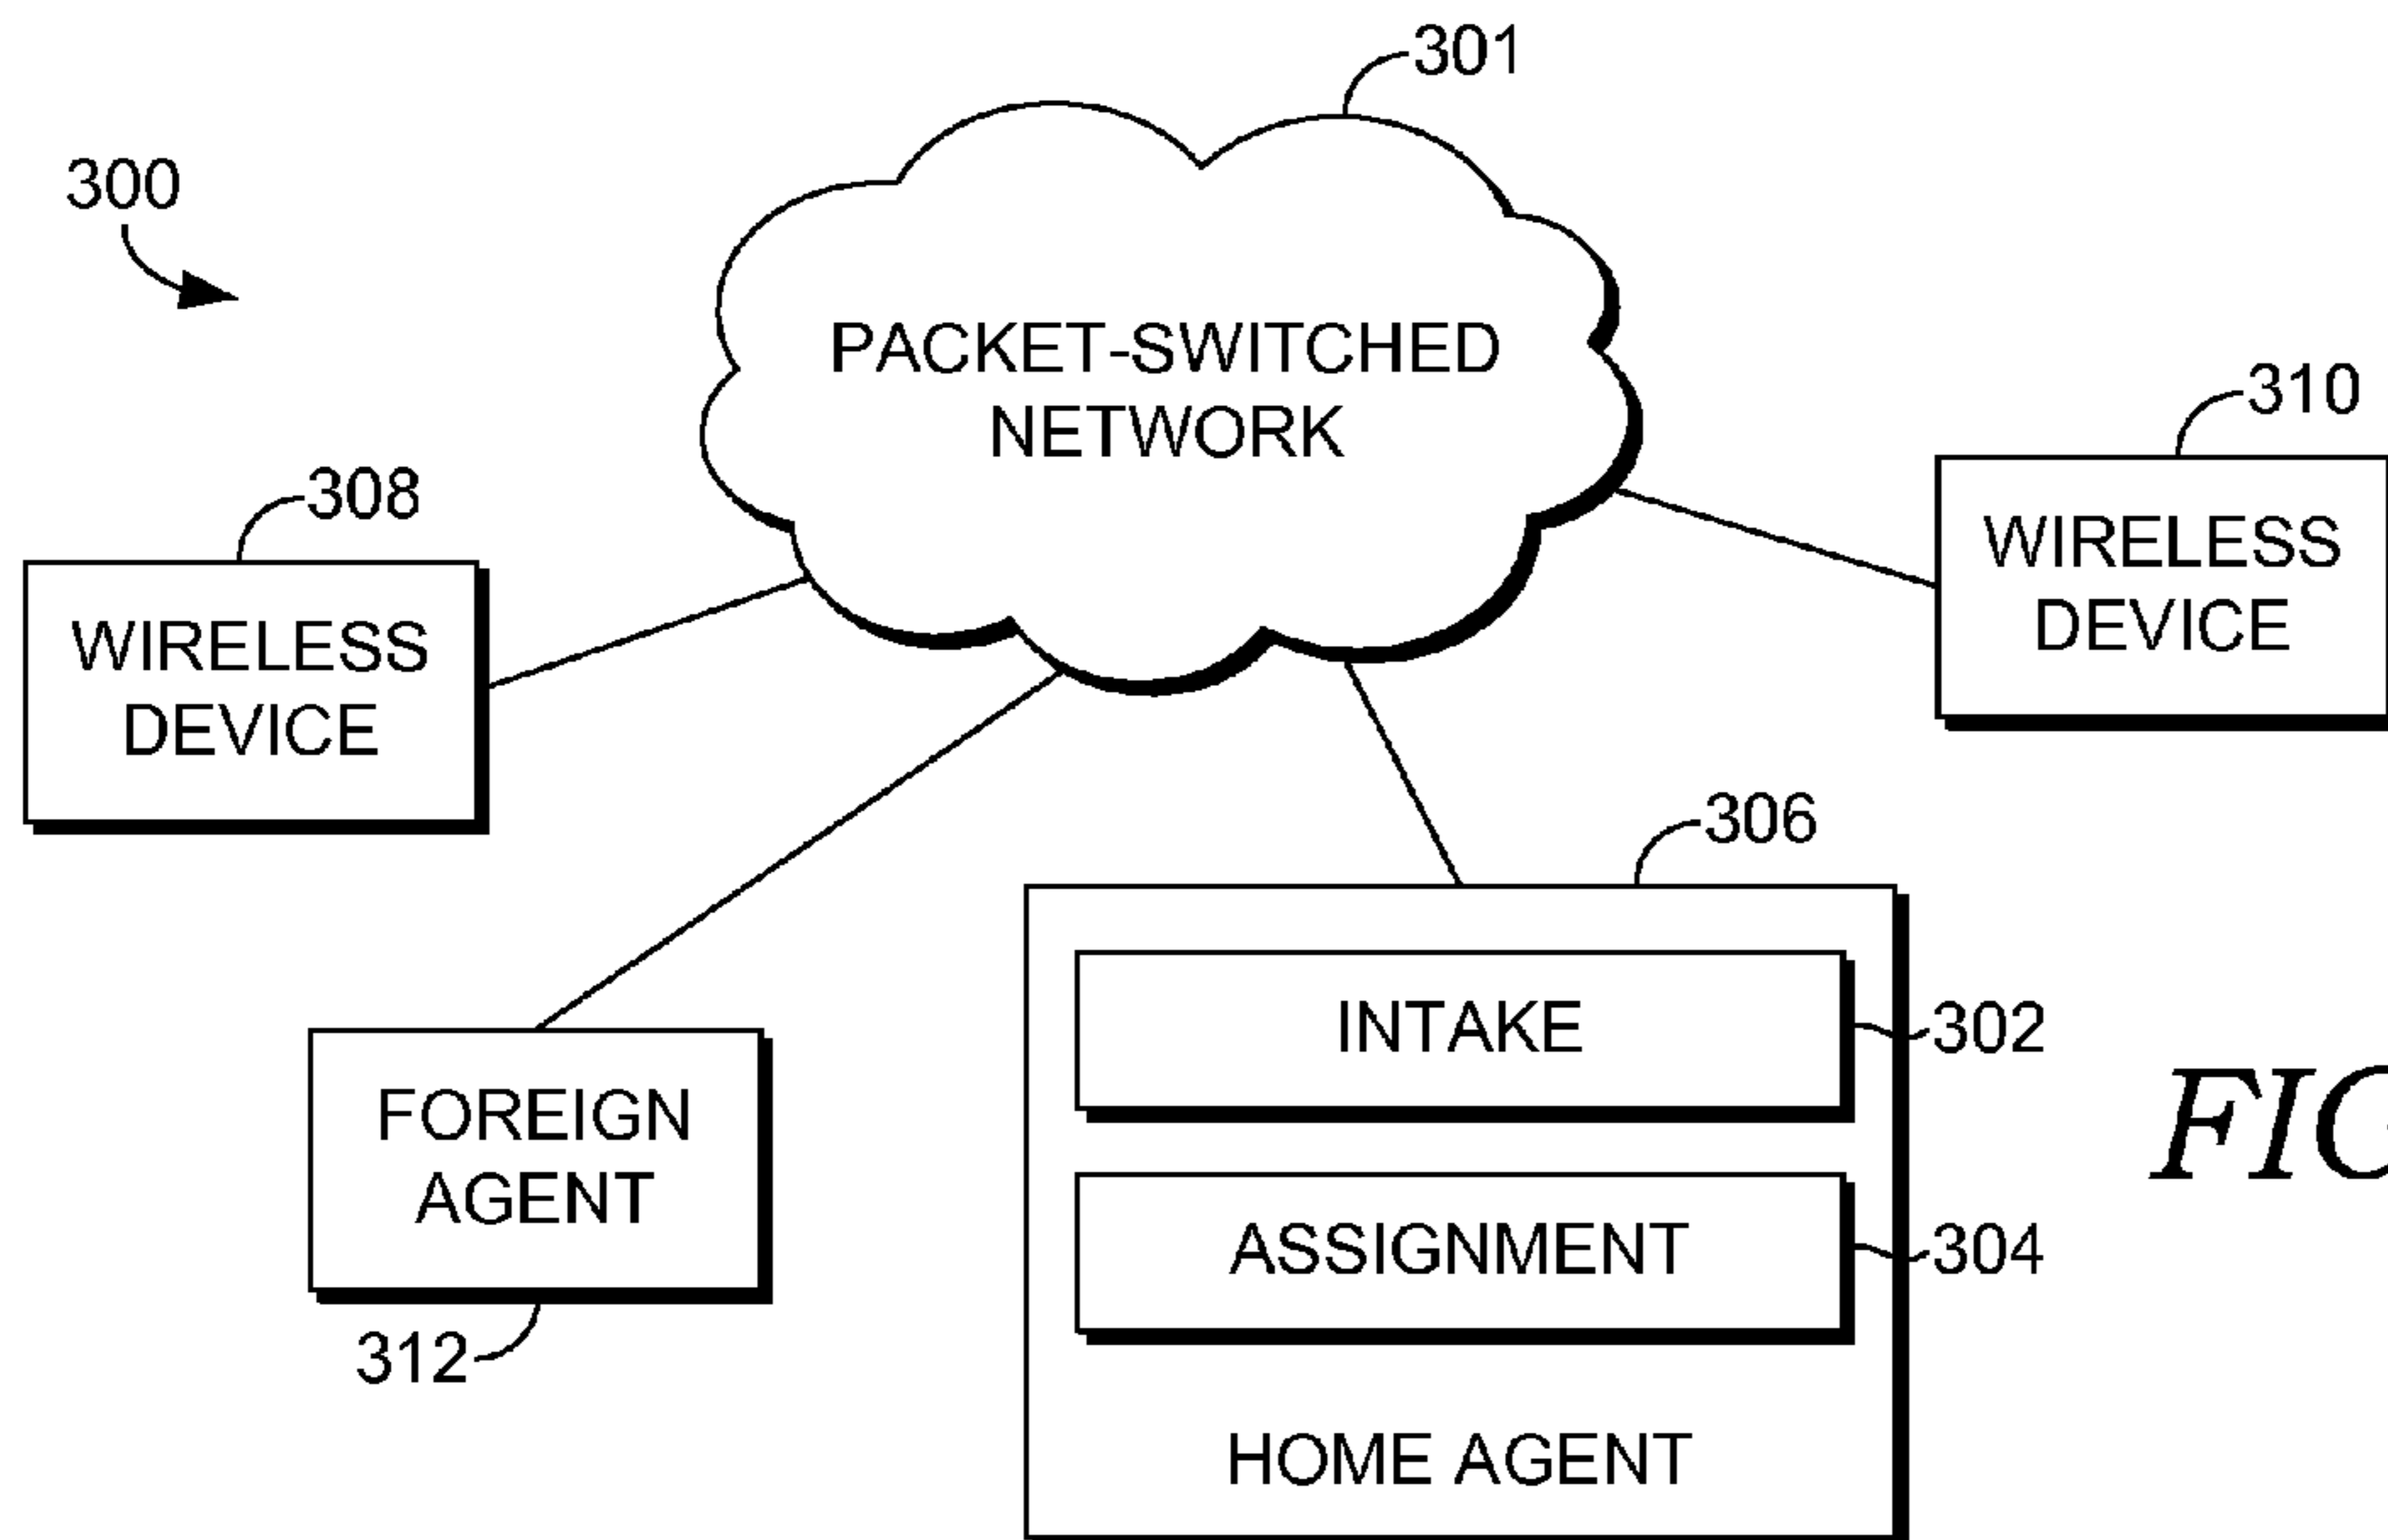 301
300
PACKET-SWITCHED
NETWORK
310
308
WIRELESS
DEVICE
WIRELESS
DEVICE
306
INTAKE
302
FOREIGN
AGENT
ASSIGNMENT
304
312
HOME AGENT